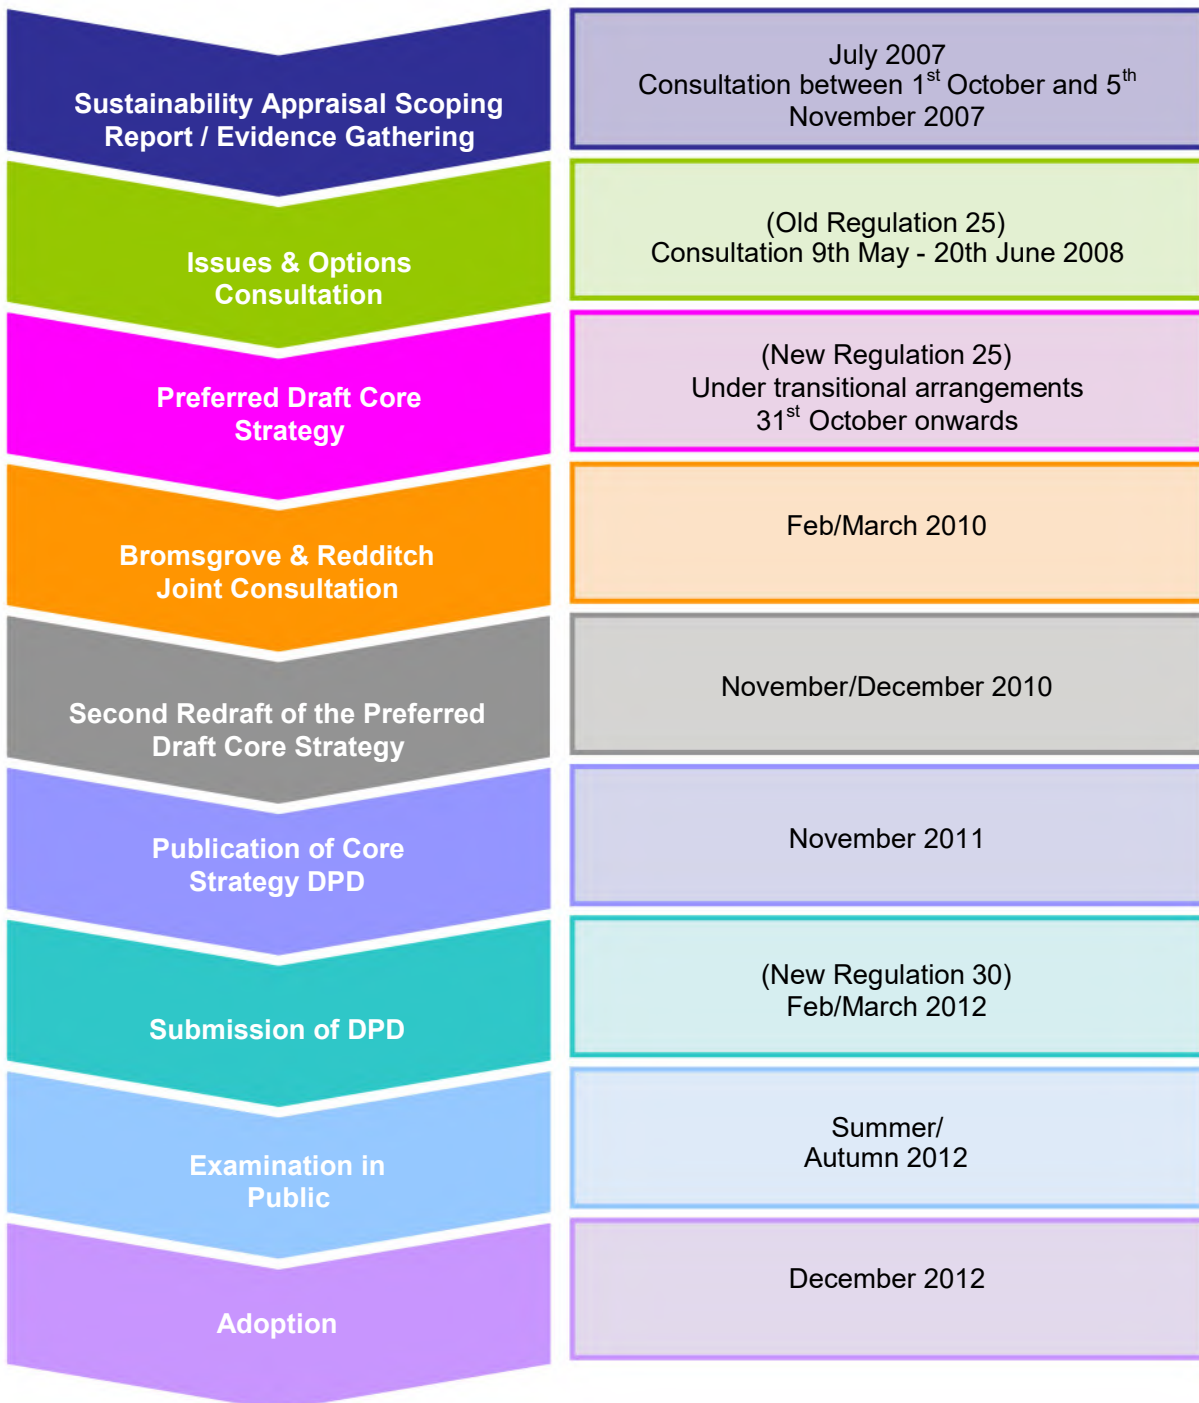 Sustainability Appraisal Scoping
Report / Evidence Gathering
July 2007
Consultation between 1st October and 5th
November 2007
Issues & Options
Consultation
(Old Regulation 25)
Consultation 9th May - 20th June 2008
Preferred Draft Core
Strategy
(New Regulation 25)
Under transitional arrangements
31st October onwards
Bromsgrove & Redditch
Joint Consultation
Feb/March 2010
Second Redraft of the Preferred
Draft Core Strategy
November/December 2010
Publication of Core
Strategy DPD
November 2011
Submission of DPD
(New Regulation 30)
Feb/March 2012
Examination in
Public
Summer/
Autumn 2012
Adoption
December 2012